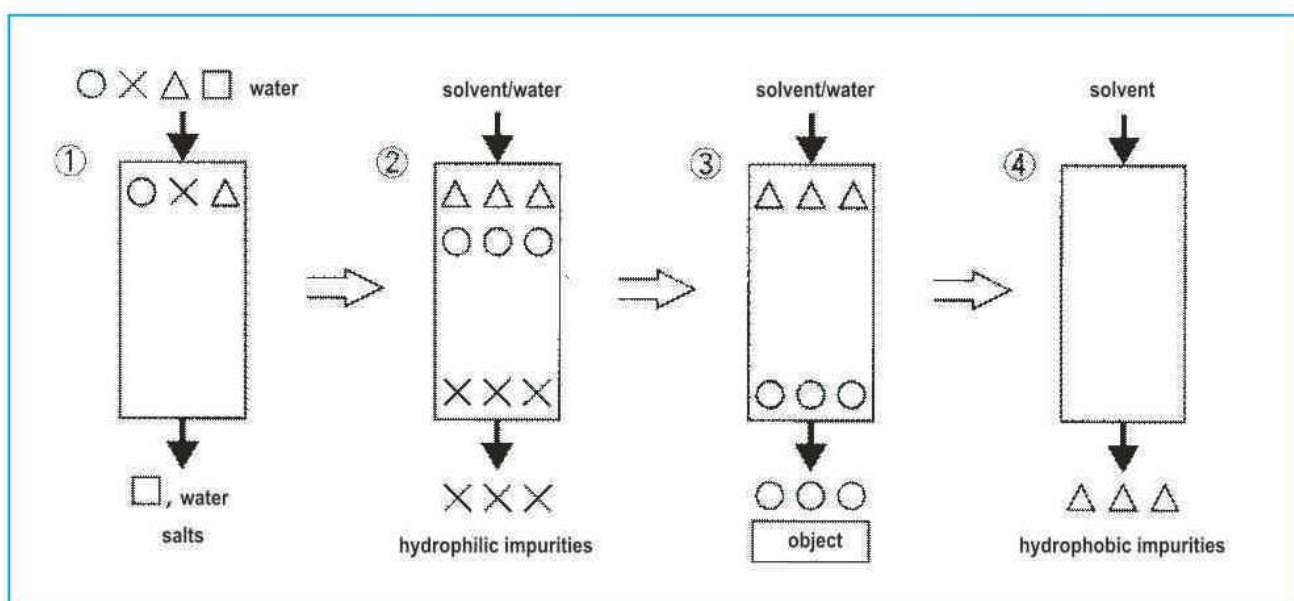 water
solvent/water
solvent/water
solvent
①
②
③
④
, water
salts
hydrophilic impurities
object
hydrophobic impurities